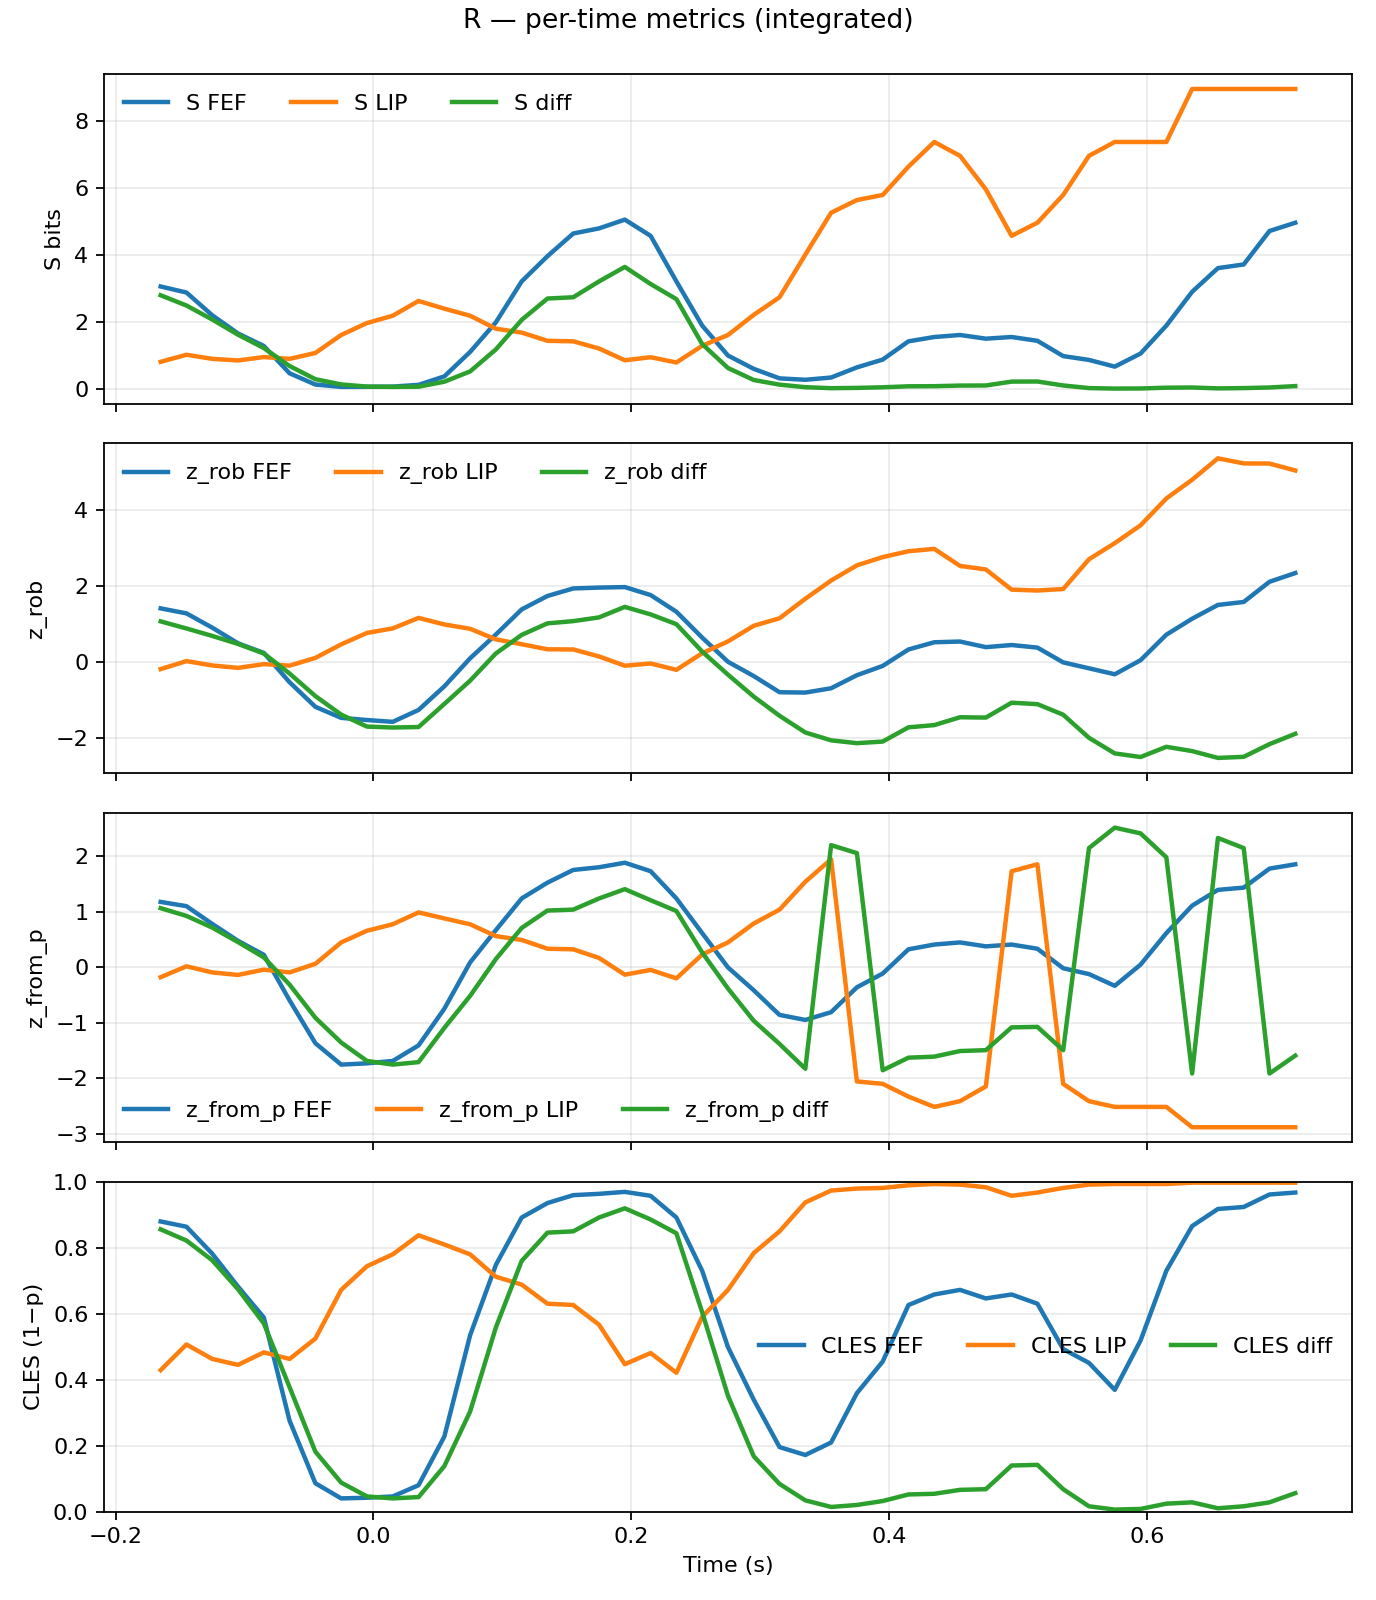 R — per-time metrics (integrated)
S FEF S LIP S diff
8
6
4
2
0
S bits
z_rob FEF z_rob LIP z_rob diff
4
2
0
−2
z_rob
2
1
0
−1
−2
−3
z_from_p
z_from_p FEF z_from_p LIP z_from_p diff
1.0
0.8
0.6
0.4
0.2
0.0
CLES (1−p)
CLES FEF CLES LIP CLES diff
−0.2 0.0 0.2 0.4 0.6
Time (s)